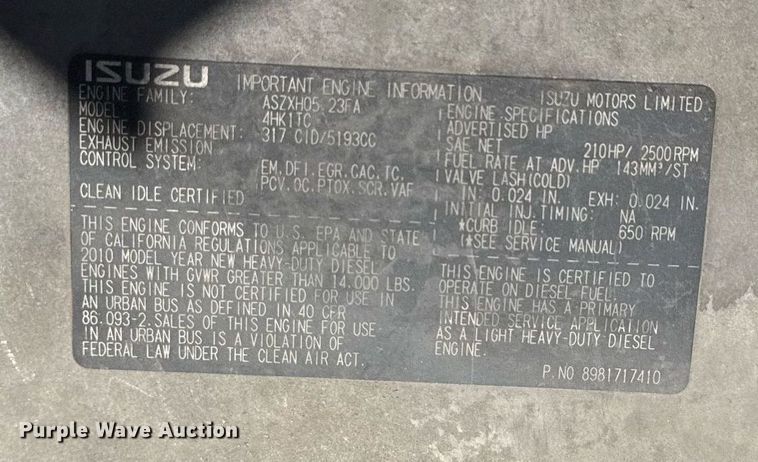 ISUZU
IMPORTANT ENGINE INFORMATION
ISUZU MOTORS LIMITED
ENGINE FAMILY: ASZXH05.23FA
MODEL 4HK1TC
ENGINE DISPLACEMENT: 317 CID/5193CC
EXHAUST EMISSION
CONTROL SYSTEM: EM,DFI,EGR,CAC,TC,
PCV,OC,PTOX,SCR,VAF
CLEAN IDLE CERTIFIED
THIS ENGINE CONFORMS TO U.S. EPA AND STATE
OF CALIFORNIA REGULATIONS APPLICABLE TO
2010 MODEL YEAR NEW HEAVY-DUTY DIESEL
ENGINES WITH GVWR GREATER THAN 14,000 LBS.
THIS ENGINE IS NOT CERTIFIED FOR USE IN
AN URBAN BUS AS DEFINED IN 40 CFR
86.093-2. SALES OF THIS ENGINE FOR USE
IN AN URBAN BUS IS A VIOLATION OF
FEDERAL LAW UNDER THE CLEAN AIR ACT.
ENGINE SPECIFICATIONS
ADVERTISED HP
SAE NET 210HP/ 2500RPM
FUEL RATE AT ADV.HP 143MM³/ST
VALVE LASH(COLD)
IN: 0.024 IN. EXH: 0.024 IN.
INITIAL INJ.TIMING: NA
*CURB IDLE: 650 RPM
(*SEE SERVICE MANUAL)
THIS ENGINE IS CERTIFIED TO
OPERATE ON DIESEL FUEL.
THIS ENGINE HAS A PRIMARY
INTENDED SERVICE APPLICATION
AS A LIGHT HEAVY-DUTY DIESEL
ENGINE.
P.NO 8981717410
Purple Wave Auction